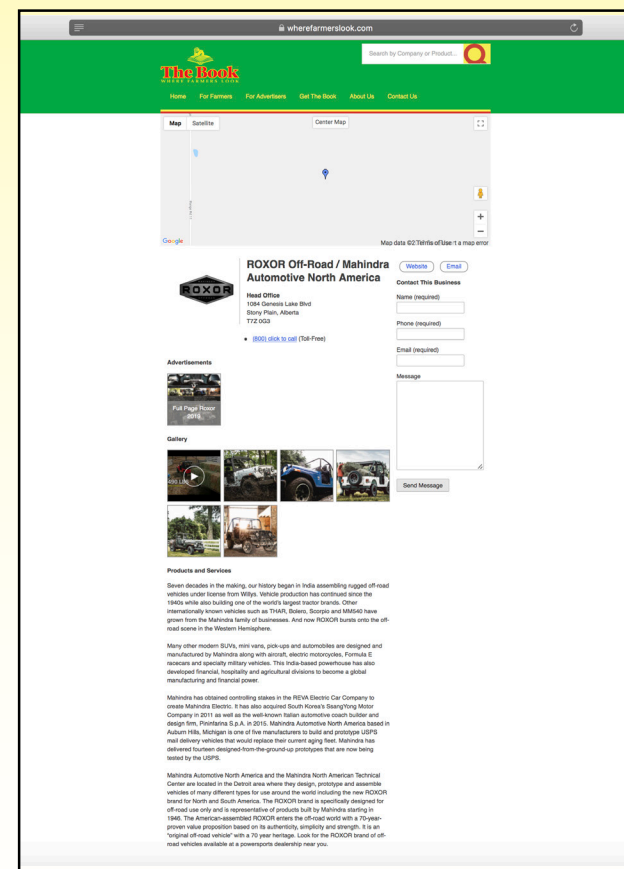 wherefarmerslook.com
The Book
WHERE FARMERS LOOK
Search by Company or Product...
Home For Farmers For Advertisers Get The Book About Us Contact Us
Map Satellite
Center Map
Google
Map data ©2 Terms of Use t a map error
ROXOR
ROXOR Off-Road / Mahindra
Automotive North America
Head Office
1084 Genesis Lake Blvd
Stony Plain, Alberta
T7Z 0G3
(800) click to call (Toll-Free)
Website Email
Contact This Business
Name (required)
Phone (required)
Email (required)
Message
Send Message
Advertisements
Full Page Roxor
2019
Gallery
Products and Services
Seven decades in the making, our history began in India assembling rugged off-road
vehicles under license from Willys. Vehicle production has continued since the
1940s while also building one of the world's largest tractor brands. Other
internationally known vehicles such as THAR, Bolero, Scorpio and MM540 have
grown from the Mahindra family of businesses. And now ROXOR bursts onto the off-
road scene in the Western Hemisphere.
Many other modern SUVs, mini vans, pick-ups and automobiles are designed and
manufactured by Mahindra along with aircraft, electric motorcycles, Formula E
racecars and specialty military vehicles. This India-based powerhouse has also
developed financial, hospitality and agricultural divisions to become a global
manufacturing and financial power.
Mahindra has obtained controlling stakes in the REVA Electric Car Company to
create Mahindra Electric. It has also acquired South Korea's SsangYong Motor
Company in 2011 as well as the well-known Italian automotive coach builder and
design firm, Pininfarina S.p.A. in 2015. Mahindra Automotive North America based in
Auburn Hills, Michigan is one of five manufacturers to build and prototype USPS
mail delivery vehicles that would replace their current aging fleet. Mahindra has
delivered fourteen designed-from-the-ground-up prototypes that are now being
tested by the USPS.
Mahindra Automotive North America and the Mahindra North American Technical
Center are located in the Detroit area where they design, prototype and assemble
vehicles of many different types for use around the world including the new ROXOR
brand for North and South America. The ROXOR brand is specifically designed for
off-road use only and is representative of products built by Mahindra starting in
1946. The American-assembled ROXOR enters the off-road world with a 70-year-
proven value proposition based on its authenticity, simplicity and strength. It is an
"original off-road vehicle" with a 70 year heritage. Look for the ROXOR brand of off-
road vehicles available at a powersports dealership near you.